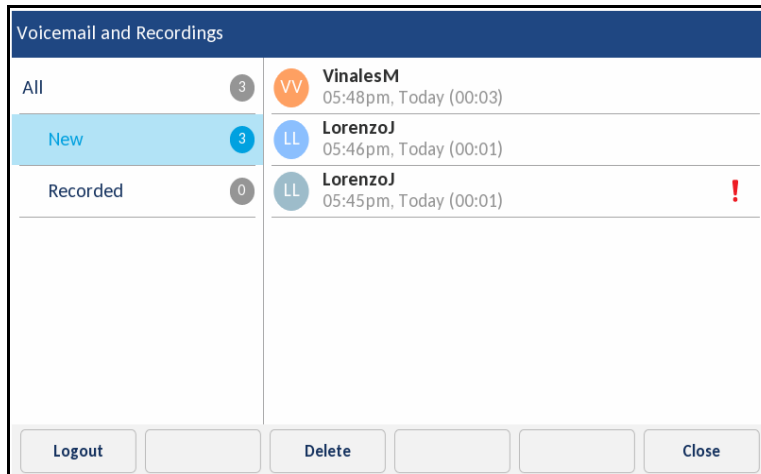 Voicemail and Recordings
All 3
New 3
Recorded 0
VV VinalesM
05:48pm, Today (00:03)
LL LorenzoJ
05:46pm, Today (00:01)
LL LorenzoJ
05:45pm, Today (00:01) !
Logout Delete Close